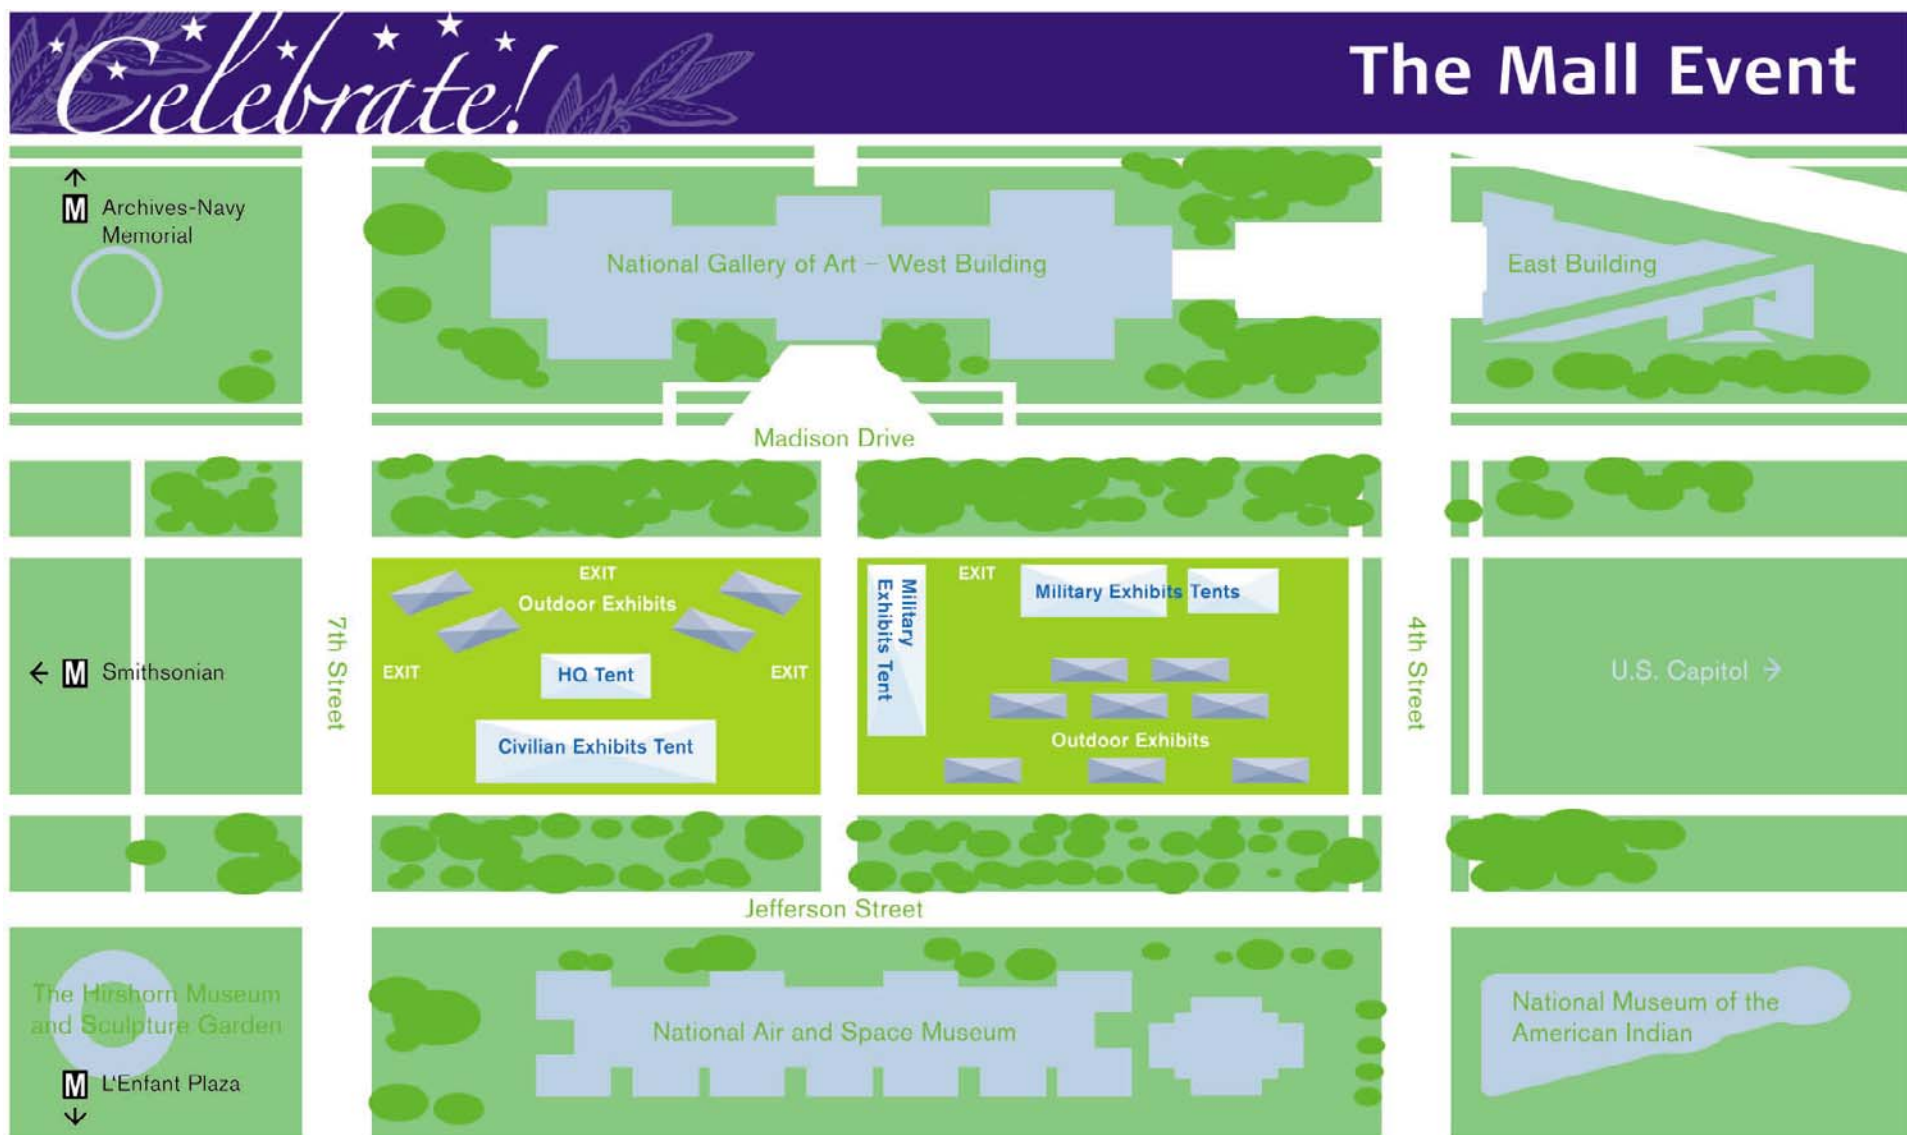 Celebrate!
The Mall Event
M Archives-Navy
Memorial
National Gallery of Art – West Building
East Building
Madison Drive
EXIT
Outdoor Exhibits
EXIT
HQ Tent
EXIT
Civilian Exhibits Tent
Military
Exhibits Tent
EXIT
Military Exhibits Tents
Outdoor Exhibits
7th Street
4th Street
M Smithsonian
U.S. Capitol
Jefferson Street
The Hirshorn Museum
and Sculpture Garden
M L'Enfant Plaza
National Air and Space Museum
National Museum of the
American Indian